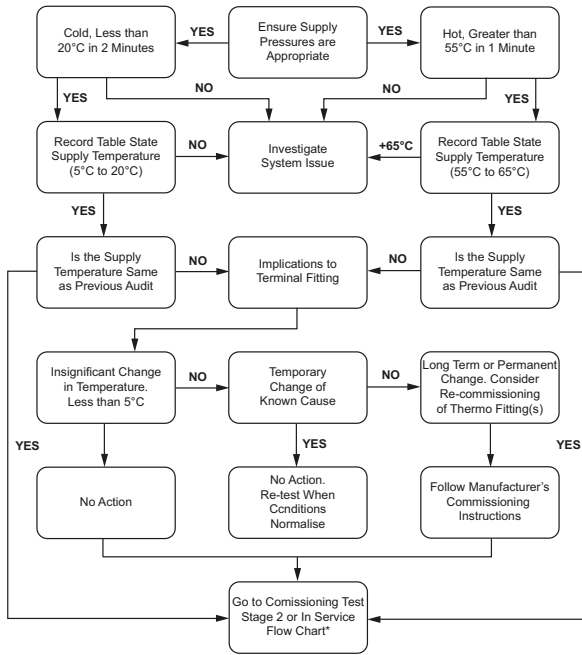 Cold, Less than
20°C in 2 Minutes
YES
Ensure Supply
Pressures are
Appropriate
YES
Hot, Greater than
55°C in 1 Minute
YES
NO
NO
YES
Record Table State
Supply Temperature
(5°C to 20°C)
NO
Investigate
System Issue
+65°C
Record Table State
Supply Temperature
(55°C to 65°C)
YES
YES
Is the Supply
Temperature Same
as Previous Audit
NO
Implications to
Terminal Fitting
NO
Is the Supply
Temperature Same
as Previous Audit
Insignificant Change
in Temperature.
Less than 5°C
NO
Temporary
Change of
Known Cause
NO
Long Term or Permanent
Change. Consider
Re-commissioning
of Thermo Fitting(s)
YES
YES
YES
No Action
No Action.
Re-test When
Ccnditions
Normalise
Follow Manufacturer's
Commissioning
Instructions
Go to Comissioning Test
Stage 2 or In Service
Flow Chart*